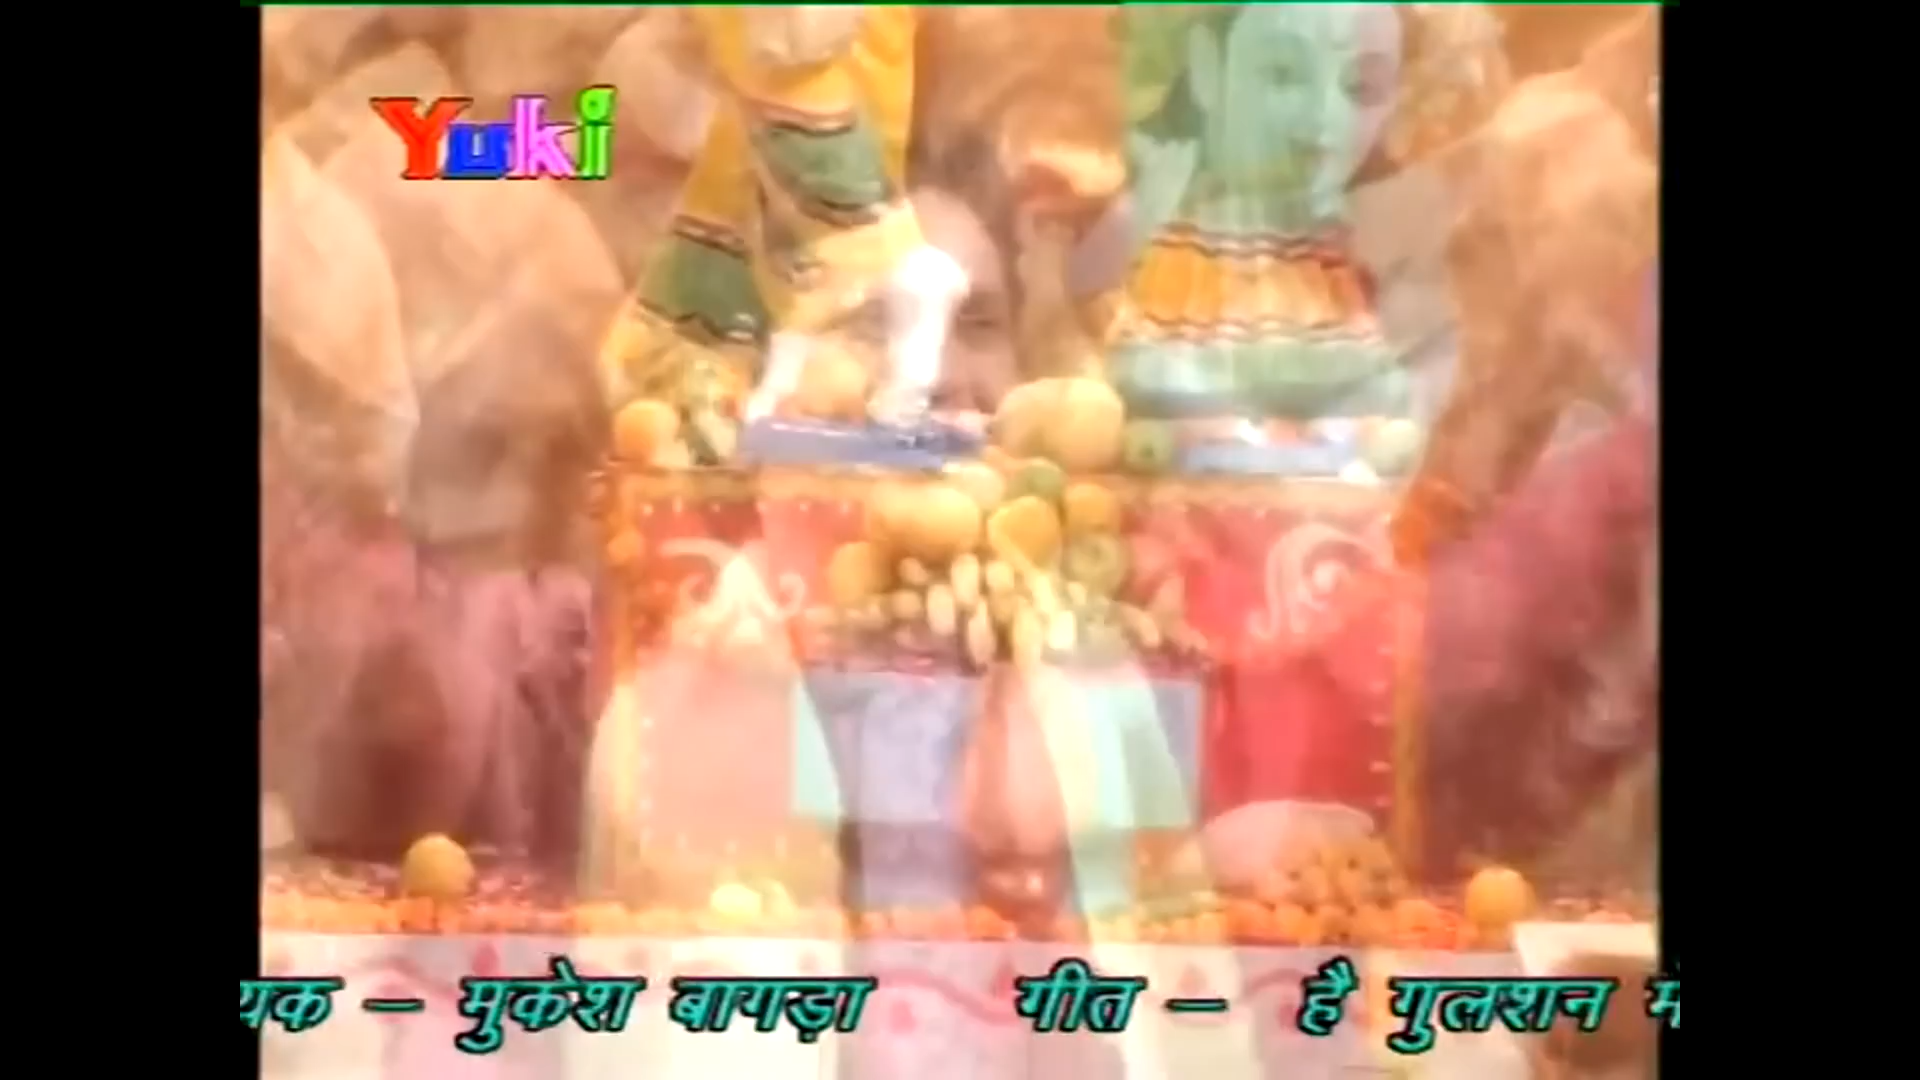 Yuki
यक – मुकेश बागड़ा गीत – है गुलशन